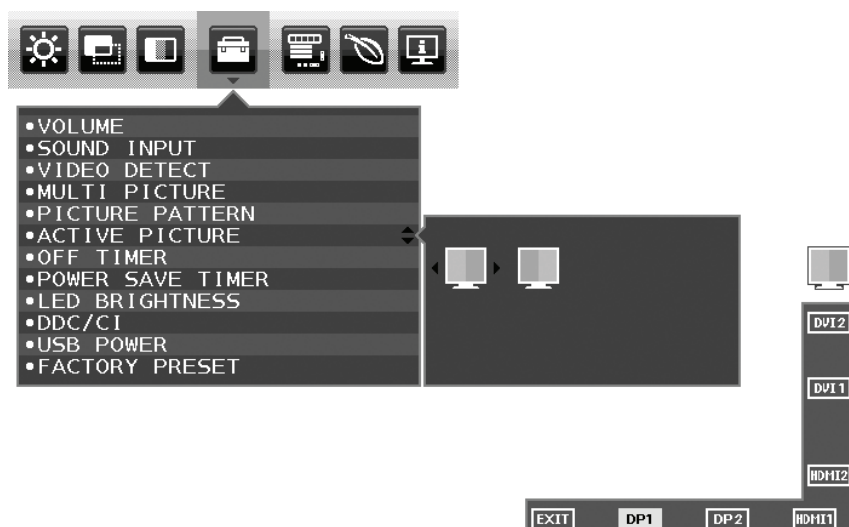 •VOLUME
•SOUND INPUT
•VIDEO DETECT
•MULTI PICTURE
•PICTURE PATTERN
•ACTIVE PICTURE
•OFF TIMER
•POWER SAVE TIMER
•LED BRIGHTNESS
•DDC/CI
•USB POWER
•FACTORY PRESET
DVI2
DVI1
HDMI2
EXIT DP1 DP2 HDMI1